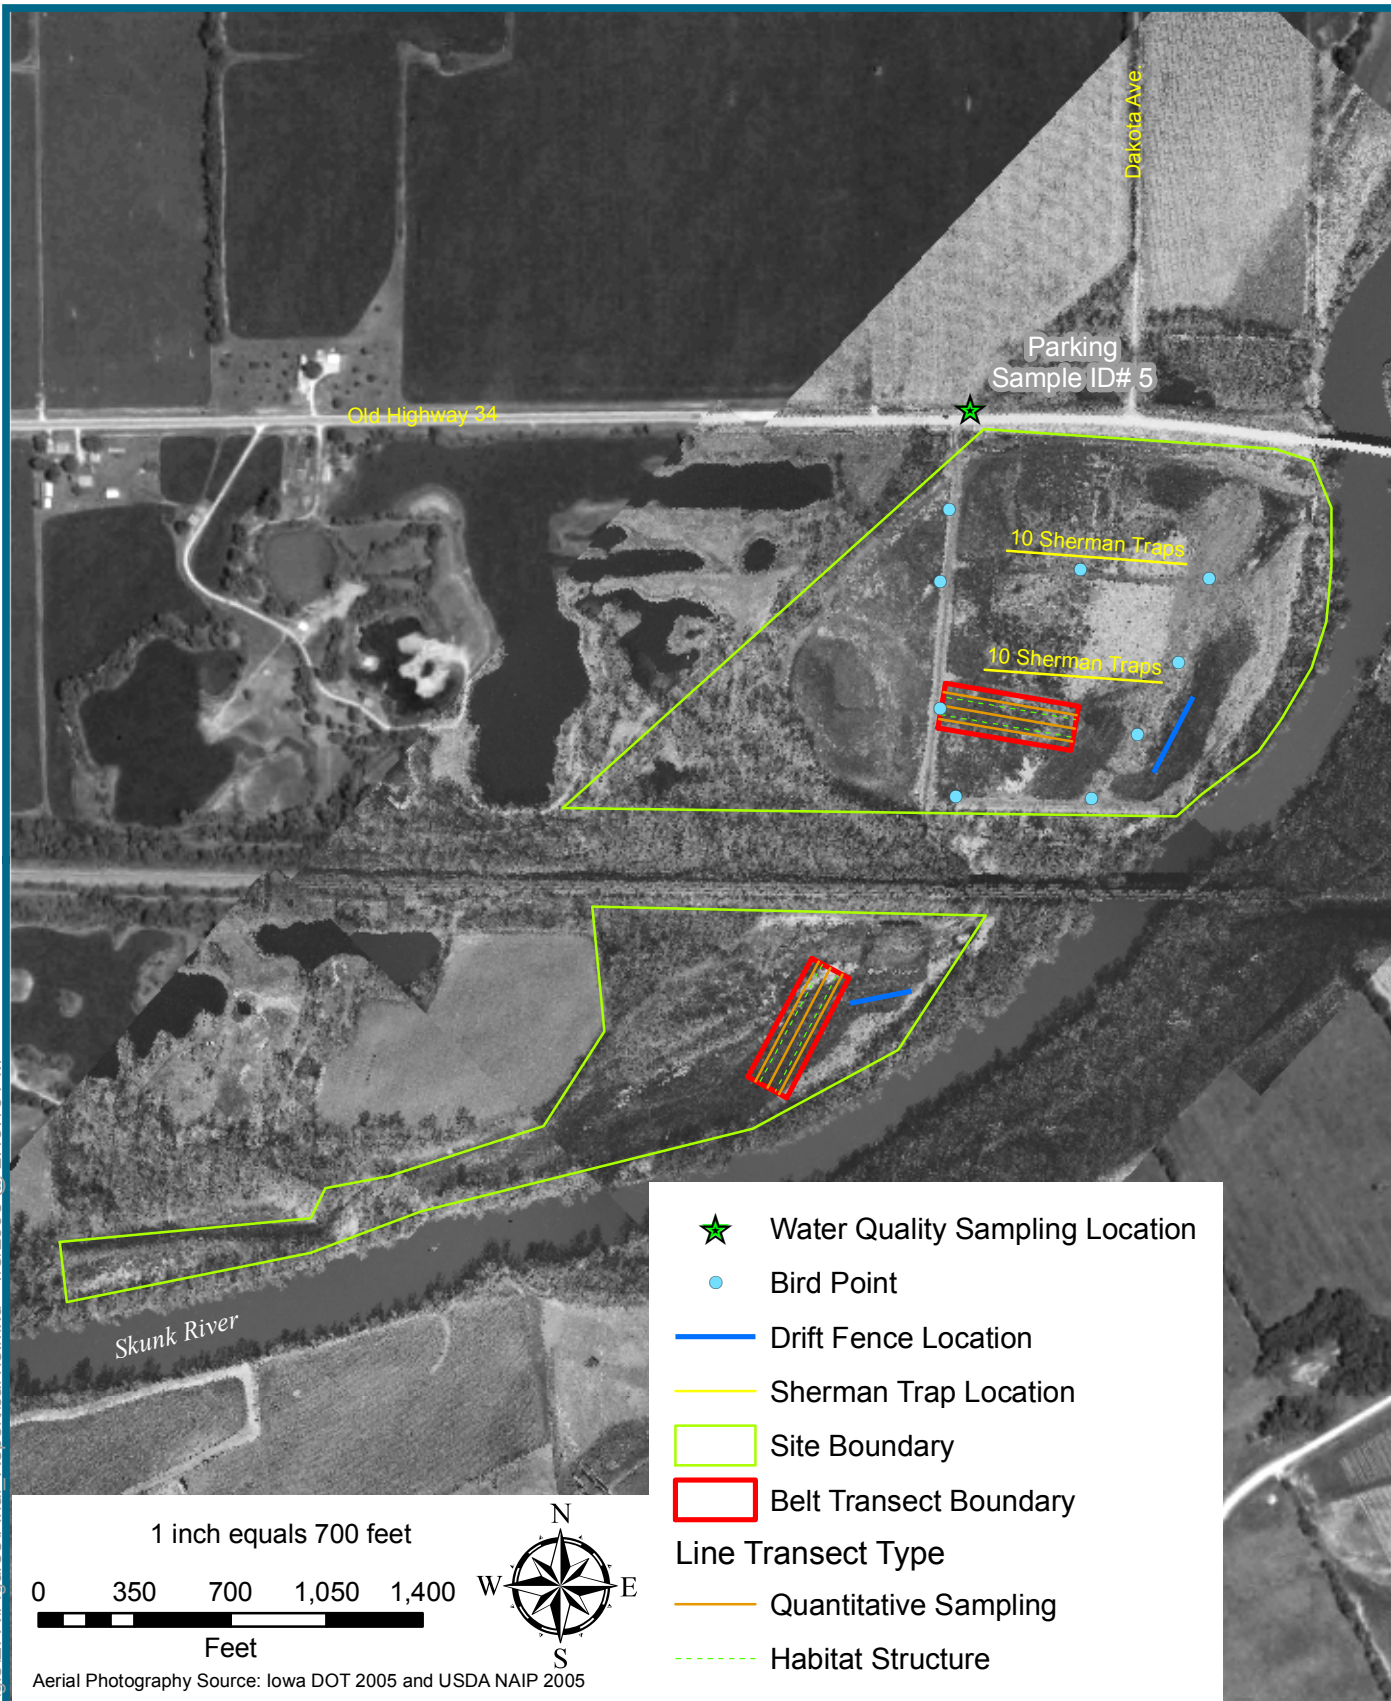 Dakota Ave.
Parking
Sample ID# 5
Old Highway 34
10 Sherman Traps
10 Sherman Traps
Skunk River
Water Quality Sampling Location
Bird Point
Drift Fence Location
Sherman Trap Location
Site Boundary
Belt Transect Boundary
Line Transect Type
Quantitative Sampling
Habitat Structure
1 inch equals 700 feet
0 350 700 1,050 1,400
Feet
N
W E
S
Aerial Photography Source: Iowa DOT 2005 and USDA NAIP 2005